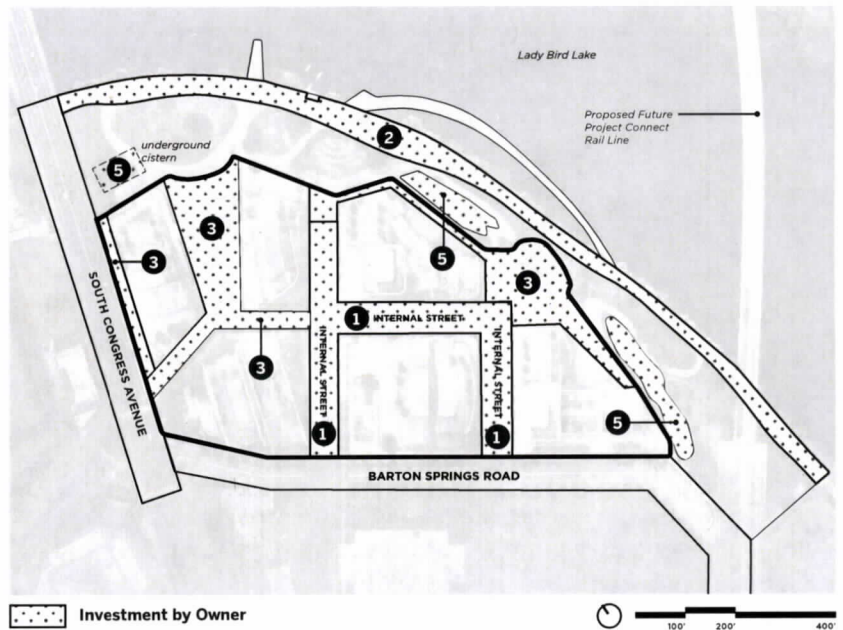 Lady Bird Lake
Proposed Future
Project Connect
Rail Line
2
underground
cistern
5
3
3
5
3
SOUTH CONGRESS AVENUE
1 INTERNAL STREET
INTERNAL STREET
INTERNAL STREET
3
5
1
1
BARTON SPRINGS ROAD
Investment by Owner
100'
200'
400'